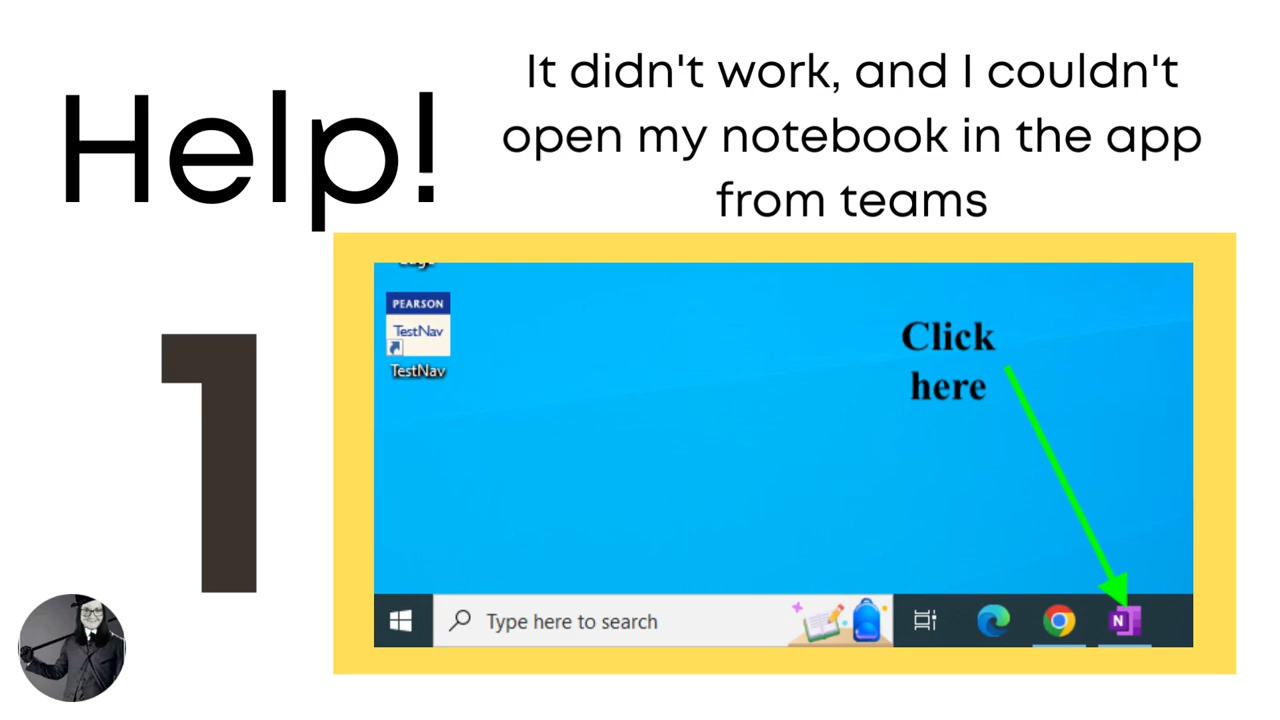 Help!
It didn't work, and I couldn't
open my notebook in the app
from teams
1
PEARSON
TestNav
TestNav
Click
here
Type here to search
N